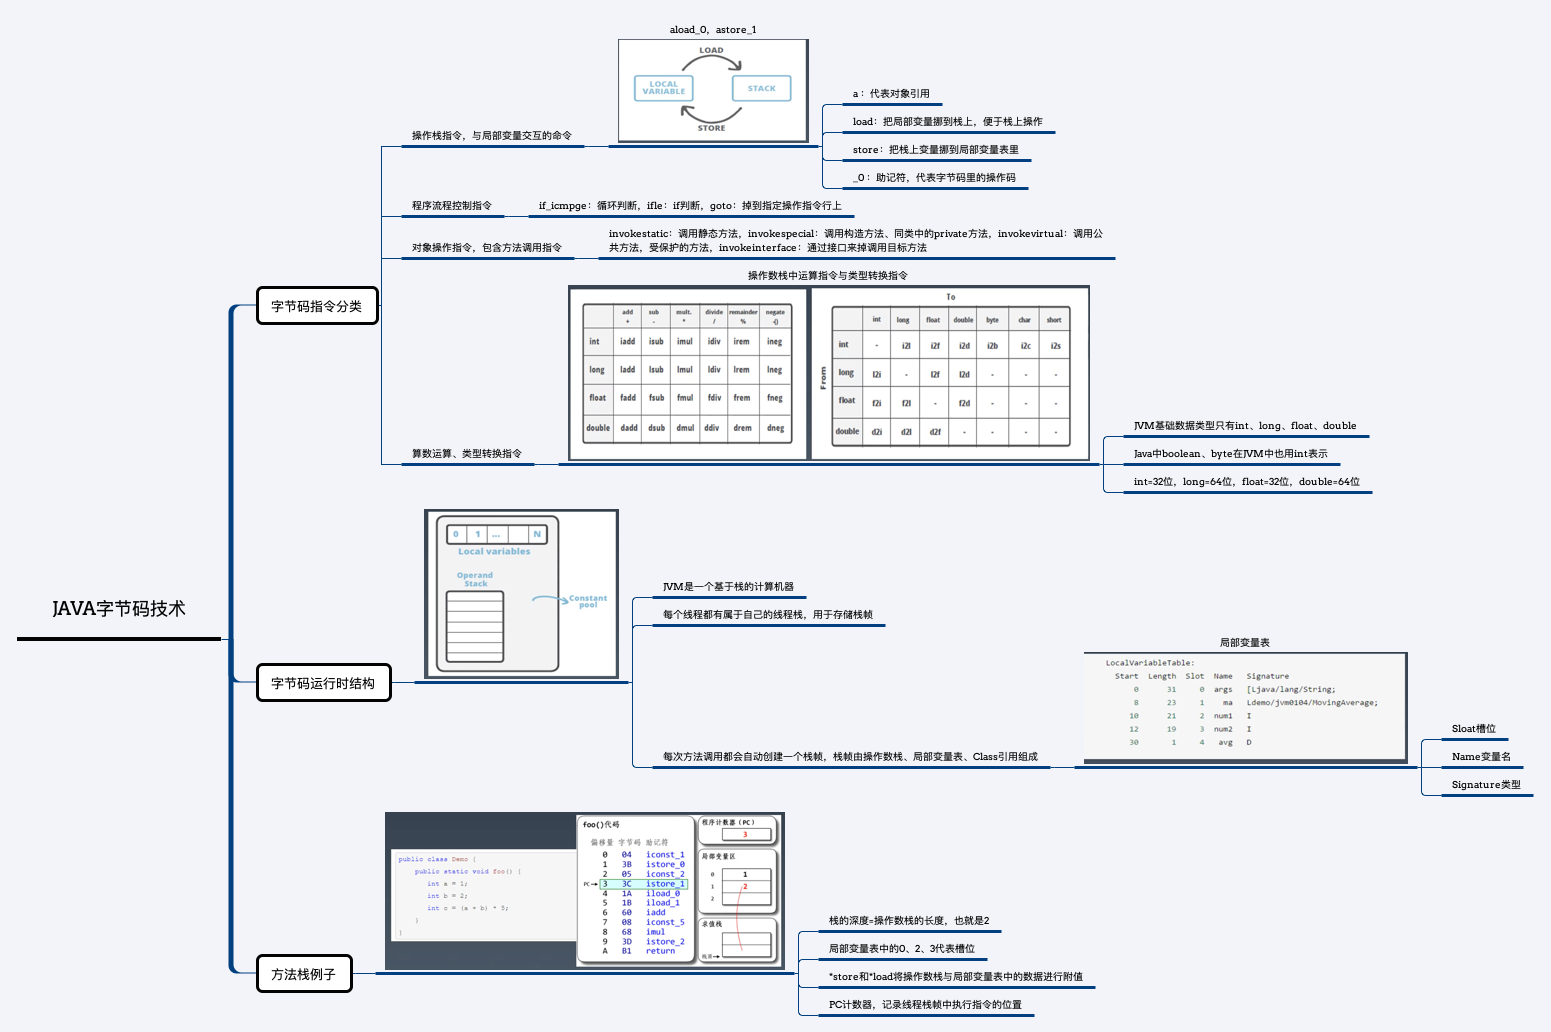 JAVA字节码技术
字节码指令分类
操作栈指令，与局部变量交互的命令
aload_0，astore_1
LOAD
LOCAL
VARIABLE
STACK
STORE
a：代表对象引用
load：把局部变量挪到栈上，便于栈上操作
store：把栈上变量挪到局部变量表里
_0：助记符，代表字节码里的操作码
程序流程控制指令
if_icmpge：循环判断，ifle：if判断，goto：掉到指定操作指令行上
对象操作指令，包含方法调用指令
invokestatic：调用静态方法，invokespecial：调用构造方法、同类中的private方法，invokevirtual：调用公
共方法，受保护的方法，invokeinterface：通过接口来掉调用目标方法
算数运算、类型转换指令
操作数栈中运算指令与类型转换指令
add sub mult. divide remainder negate
+ - * / % -()
int iadd isub imul idiv irem ineg
long ladd lsub lmul ldiv lrem lneg
float fadd fsub fmul fdiv frem fneg
double dadd dsub dmul ddiv drem dneg
To
From
int long float double byte char short
int - i2l i2f i2d i2b i2c i2s
long l2i - l2f l2d - - -
float f2i f2l - f2d - - -
double d2i d2l d2f - - - -
JVM基础数据类型只有int、long、float、double
Java中boolean、byte在JVM中也用int表示
int=32位，long=64位，float=32位，double=64位
字节码运行时结构
0 1 ... N
Local variables
Operand
Stack
Constant
pool
JVM是一个基于栈的计算机器
每个线程都有属于自己的线程栈，用于存储栈帧
每次方法调用都会自动创建一个栈帧，栈帧由操作数栈、局部变量表、Class引用组成
局部变量表
LocalVariableTable:
Start Length Slot Name Signature
0 31 0 args [Ljava/lang/String;
8 23 1 ma Ldemo/jvm0104/MovingAverage;
10 21 2 num1 I
12 19 3 num2 I
30 1 4 avg D
Sloat槽位
Name变量名
Signature类型
方法栈例子
public class Demo {
public static void foo() {
int a = 1;
int b = 2;
int c = (a + b) * 5;
}
}
foo()代码
偏移量 字节码 助记符
0 04 iconst_1
1 3B istore_0
2 05 iconst_2
PC 3 3C istore_1
4 1A iload_0
5 1B iload_1
6 60 iadd
7 08 iconst_5
8 68 imul
9 3D istore_2
A B1 return
程序计数器（PC）
3
局部变量区
0 1
1 2
2
求值栈
栈顶
栈的深度=操作数栈的长度，也就是2
局部变量表中的0、2、3代表槽位
*store和*load将操作数栈与局部变量表中的数据进行附值
PC计数器，记录线程栈帧中执行指令的位置